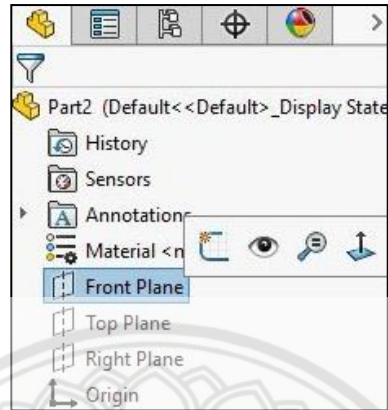 Part2 (Default<<Default>_Display State
History
Sensors
Annotations
Material <n
Front Plane
Top Plane
Right Plane
Origin